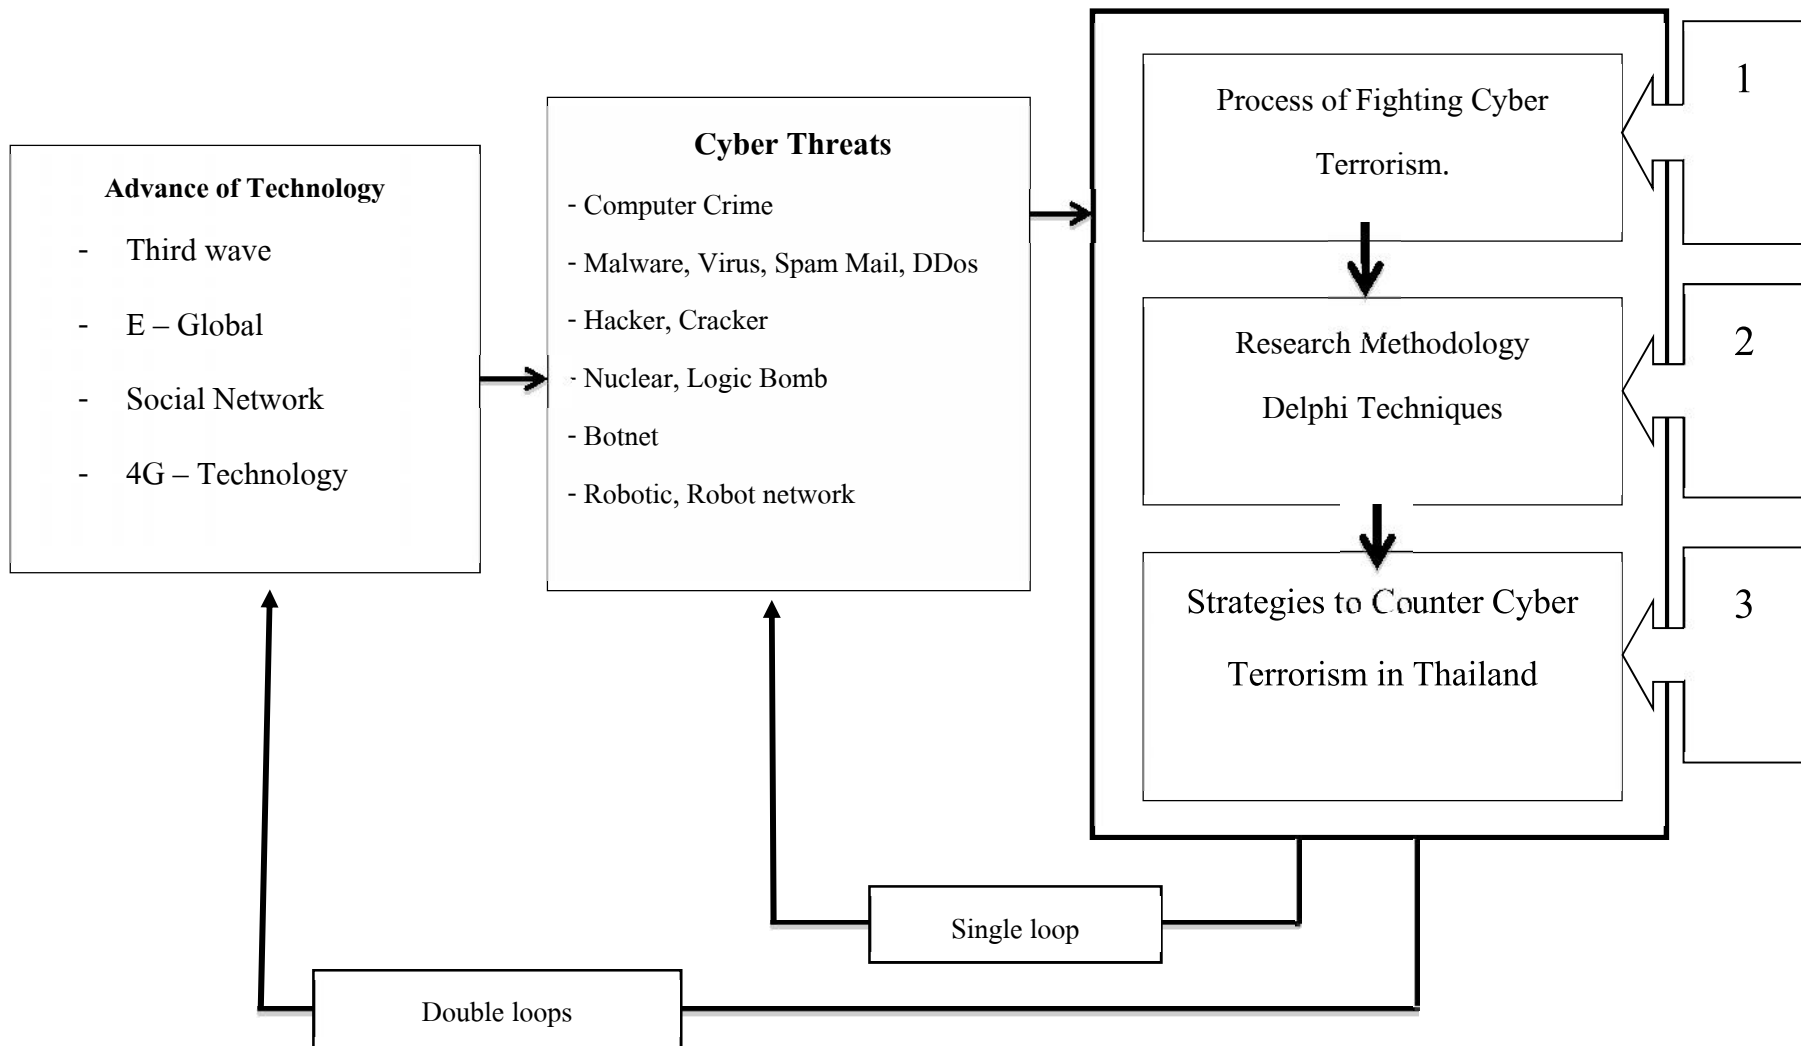 Advance of Technology
- Third wave
- E – Global
- Social Network
- 4G – Technology
Cyber Threats
- Computer Crime
- Malware, Virus, Spam Mail, DDos
- Hacker, Cracker
- Nuclear, Logic Bomb
- Botnet
- Robotic, Robot network
Process of Fighting Cyber
Terrorism.
Research Methodology
Delphi Techniques
Strategies to Counter Cyber
Terrorism in Thailand
1
2
3
Single loop
Double loops